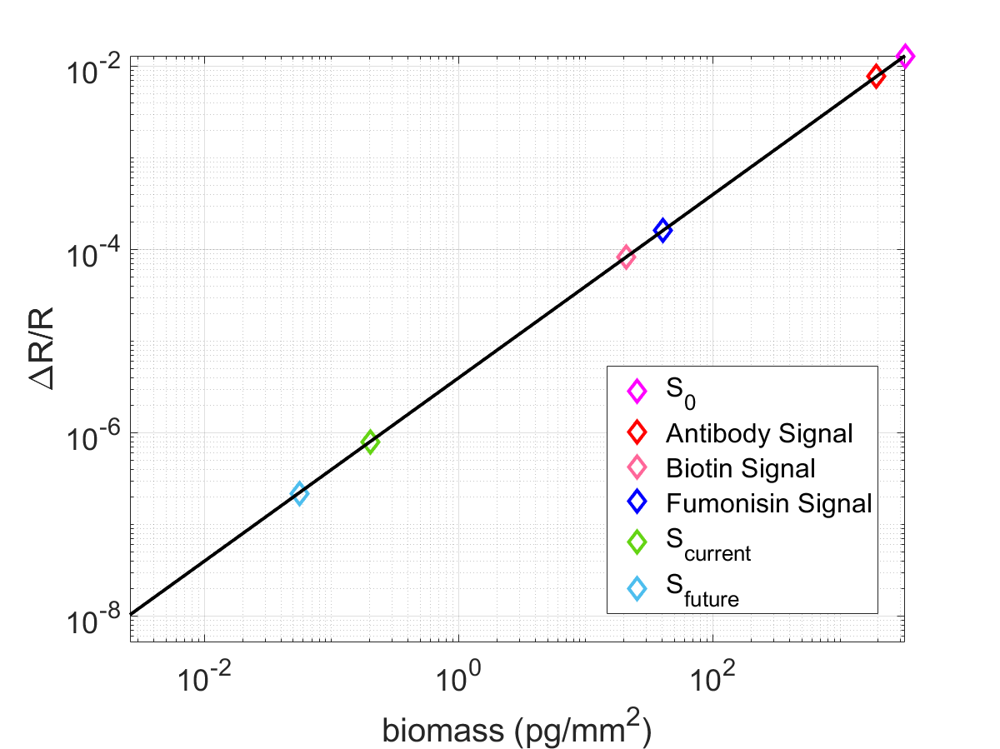 10^-2
10^-4
10^-6
10^-8
ΔR/R
S_0
Antibody Signal
Biotin Signal
Fumonisin Signal
S_current
S_future
10^-2 10^0 10^2
biomass (pg/mm^2)